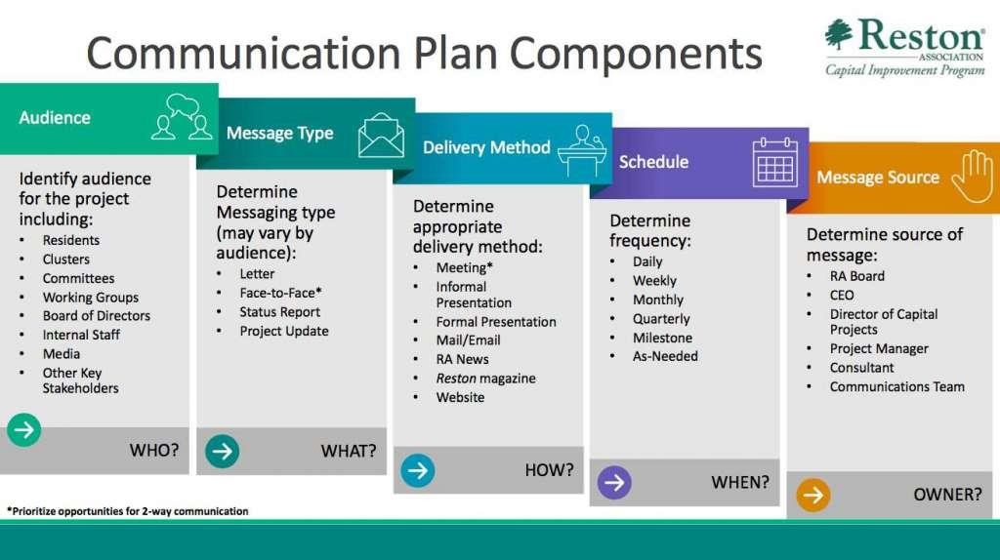 Communication Plan Components
Reston®
ASSOCIATION
Capital Improvement Program
Audience
Identify audience
for the project
including:
• Residents
• Clusters
• Committees
• Working Groups
• Board of Directors
• Internal Staff
• Media
• Other Key
Stakeholders
WHO?
Message Type
Determine
Messaging type
(may vary by
audience):
• Letter
• Face-to-Face*
• Status Report
• Project Update
WHAT?
Delivery Method
Determine
appropriate
delivery method:
• Meeting*
• Informal
Presentation
• Formal Presentation
• Mail/Email
• RA News
• Reston magazine
• Website
HOW?
Schedule
Determine
frequency:
• Daily
• Weekly
• Monthly
• Quarterly
• Milestone
• As-Needed
WHEN?
Message Source
Determine source of
message:
• RA Board
• CEO
• Director of Capital
Projects
• Project Manager
• Consultant
• Communications Team
OWNER?
*Prioritize opportunities for 2-way communication